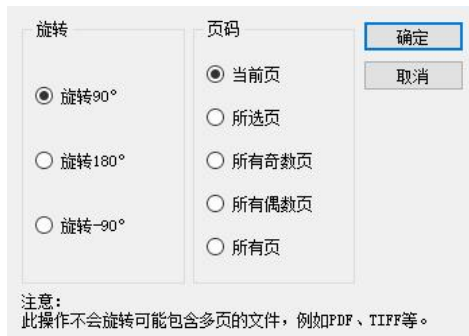 旋转
旋转90°
旋转180°
旋转-90°
页码
当前页
所选页
所有奇数页
所有偶数页
所有页
确定
取消
注意：
此操作不会旋转可能包含多页的文件，例如PDF、TIFF等。